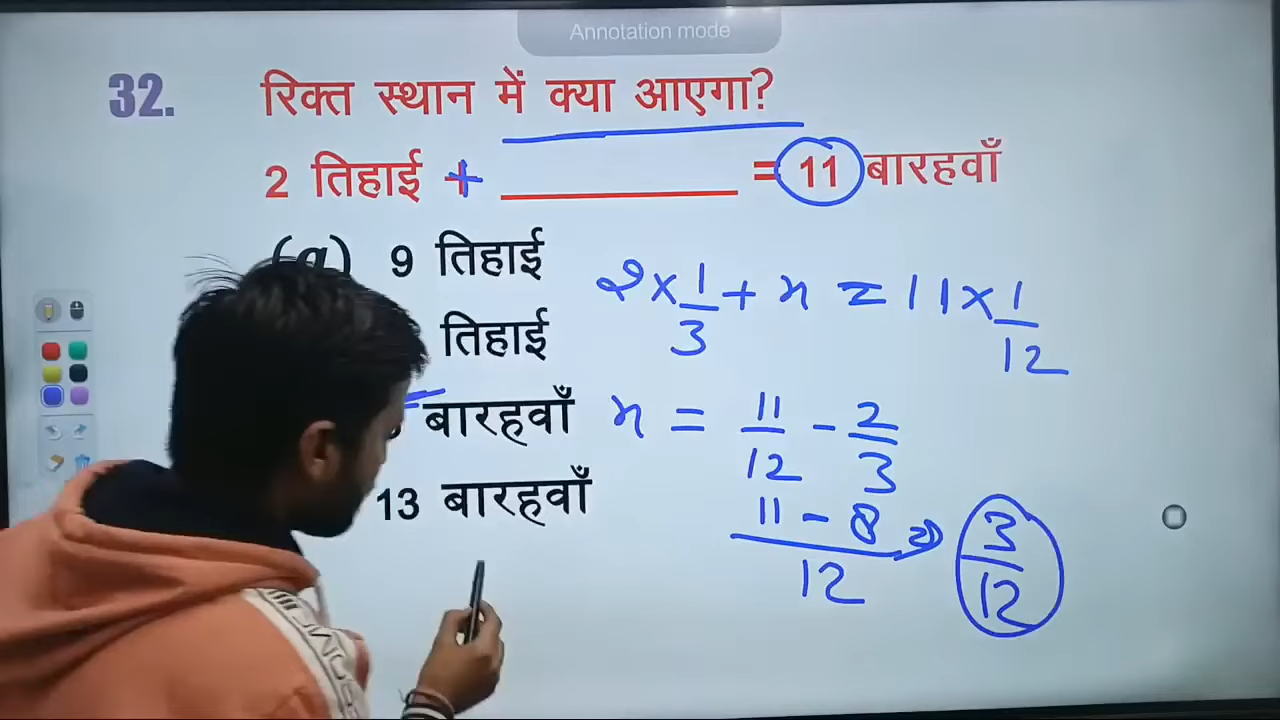 Annotation mode
32. रिक्त स्थान में क्या आएगा?
2 तिहाई + ____________ = 11 बारहवाँ
(a) 9 तिहाई
तिहाई
बारहवाँ
13 बारहवाँ
2 × 1/3 + x = 11 × 1/12
x = 11/12 - 2/3
11 - 8 / 12 ⇒ 3/12